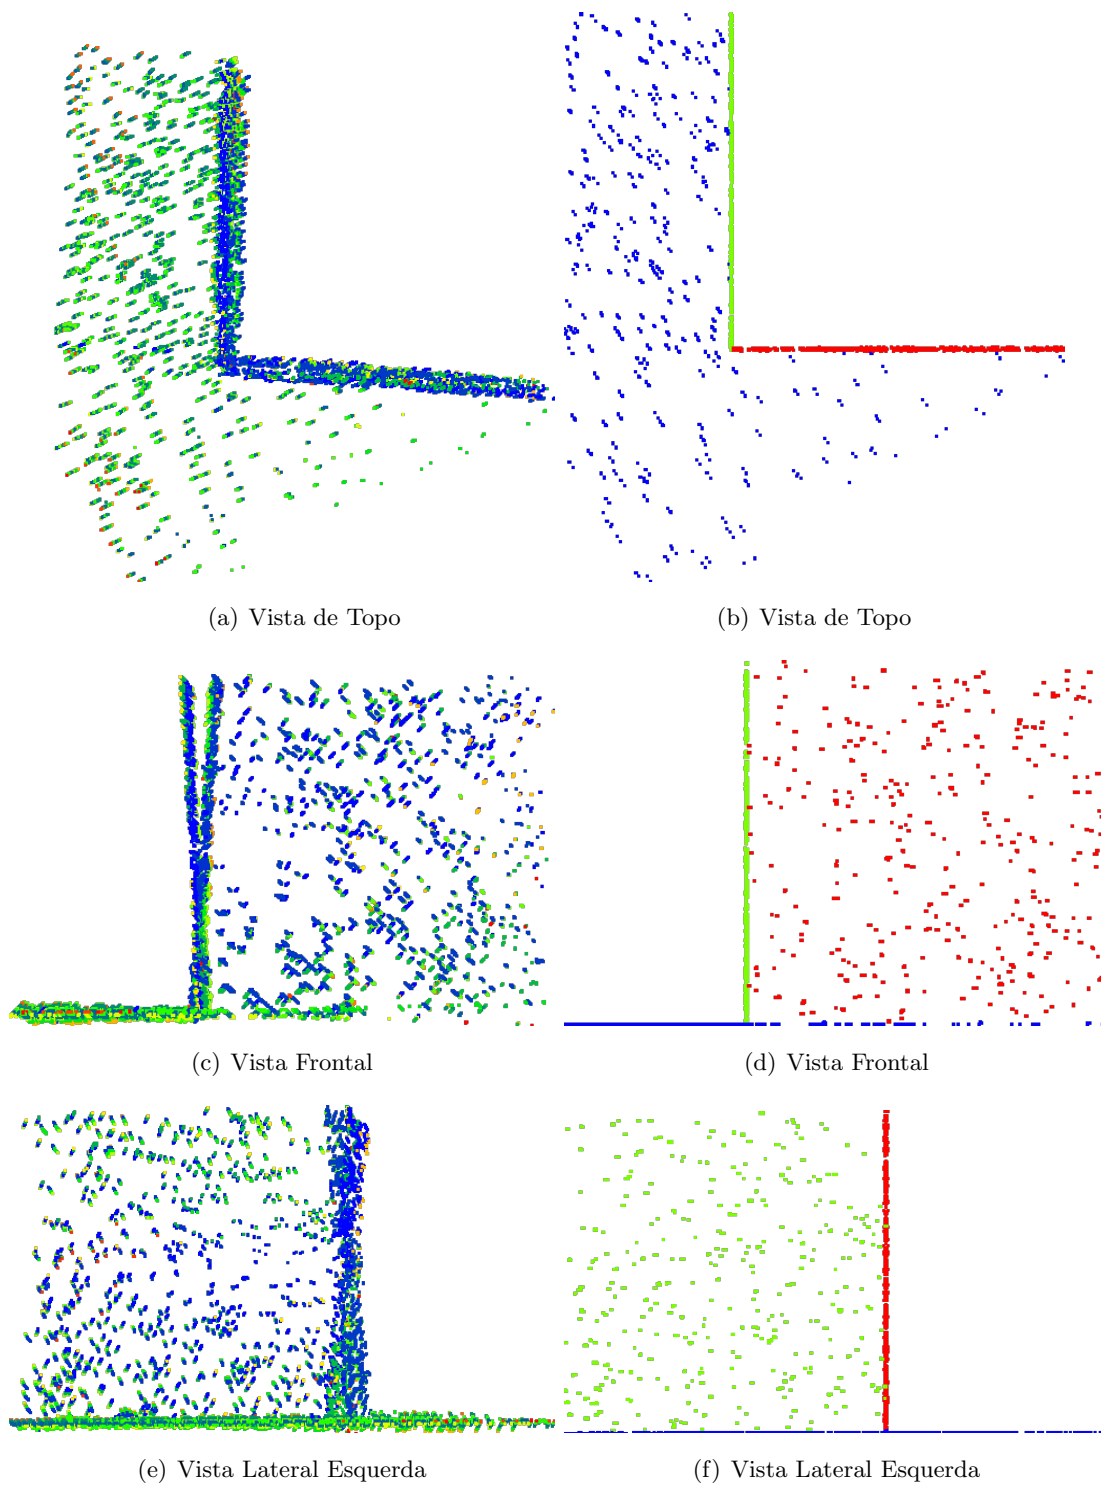 (a) Vista de Topo
(b) Vista de Topo
(c) Vista Frontal
(d) Vista Frontal
(e) Vista Lateral Esquerda
(f) Vista Lateral Esquerda